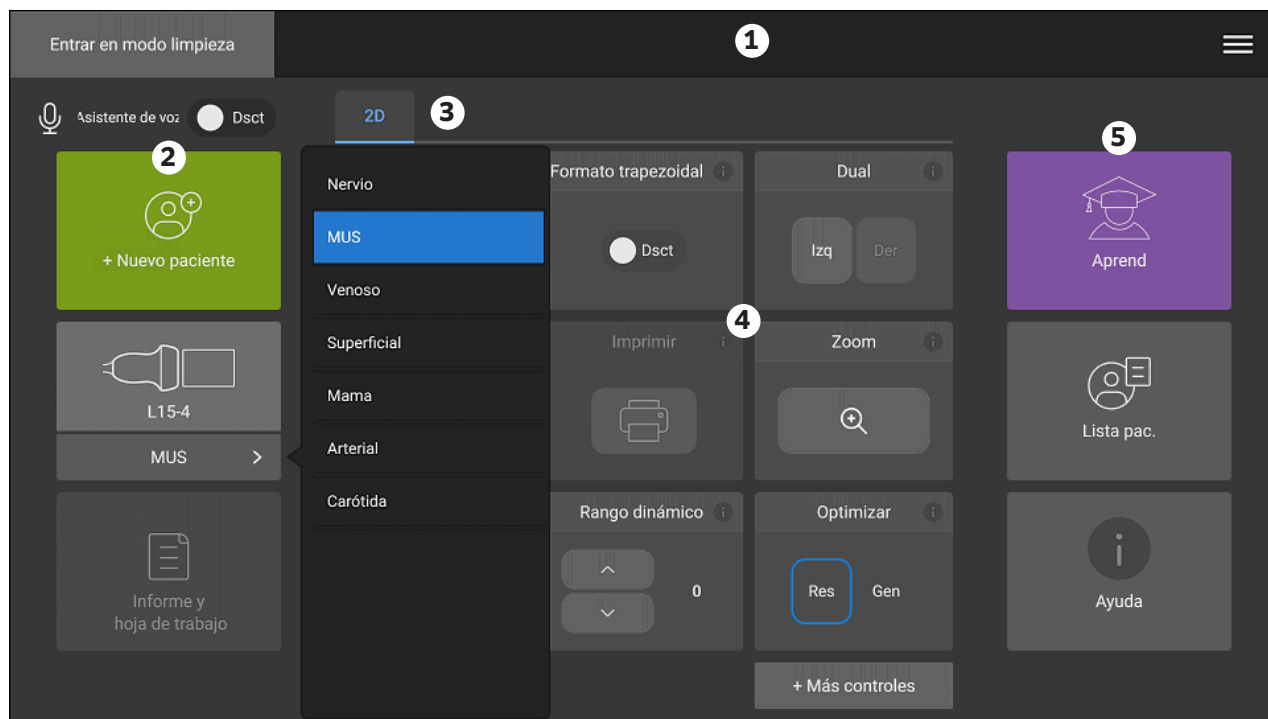 Entrar en modo limpieza
1
Asistente de voz
Dsct
2D
3
2
+ Nuevo paciente
L15-4
MUS
Informe y
hoja de trabajo
Nervio
MUS
Venoso
Superficial
Mama
Arterial
Carótida
Formato trapezoidal
Dsct
Dual
Izq
Der
4
Imprimir
Zoom
Rango dinámico
0
Optimizar
Res
Gen
+ Más controles
5
Aprend
Lista pac.
Ayuda